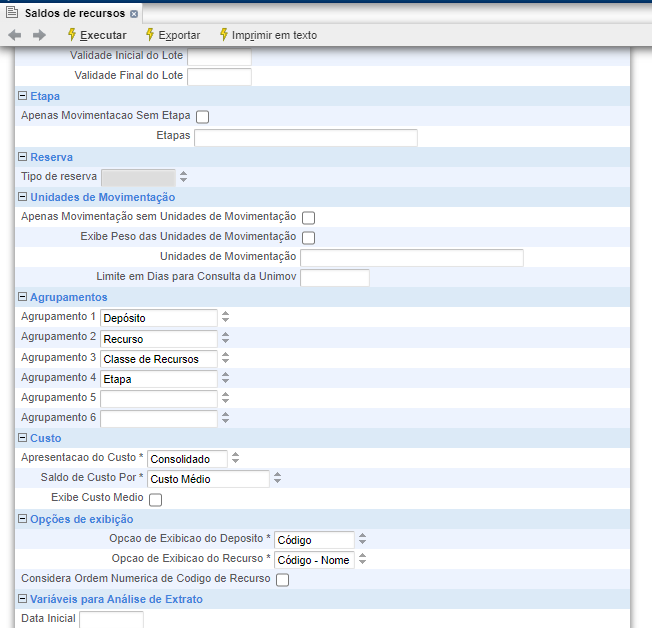 Saldos de recursos
Executar Exportar Imprimir em texto
Validade Inicial do Lote
Validade Final do Lote
Etapa
Apenas Movimentacao Sem Etapa
Etapas
Reserva
Tipo de reserva
Unidades de Movimentação
Apenas Movimentação sem Unidades de Movimentação
Exibe Peso das Unidades de Movimentação
Unidades de Movimentação
Limite em Dias para Consulta da Unimov
Agrupamentos
Agrupamento 1 Depósito
Agrupamento 2 Recurso
Agrupamento 3 Classe de Recursos
Agrupamento 4 Etapa
Agrupamento 5
Agrupamento 6
Custo
Apresentacao do Custo * Consolidado
Saldo de Custo Por * Custo Médio
Exibe Custo Medio
Opções de exibição
Opcao de Exibicao do Deposito * Código
Opcao de Exibicao do Recurso * Código - Nome
Considera Ordem Numerica de Codigo de Recurso
Variáveis para Análise de Extrato
Data Inicial